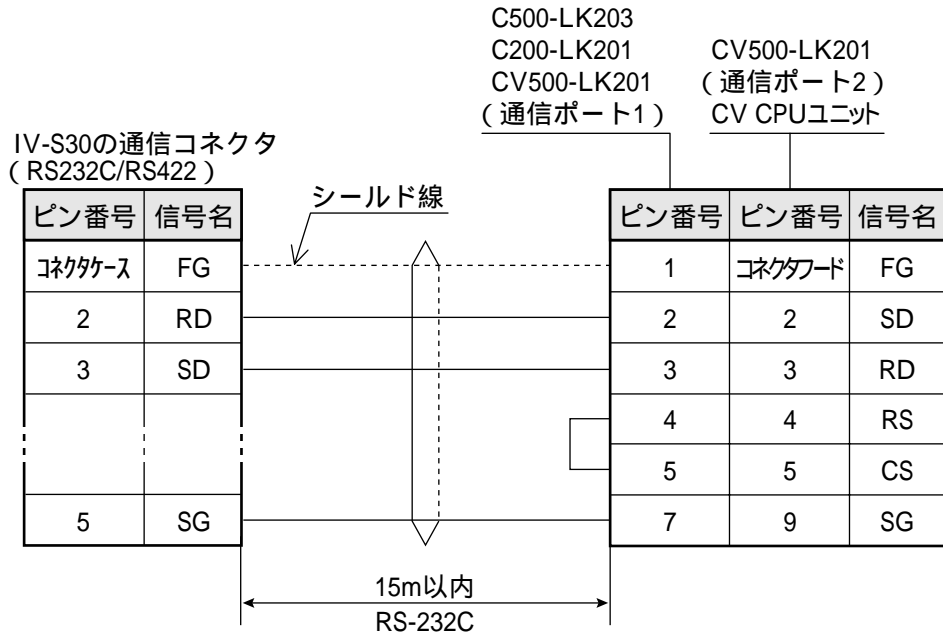 C500-LK203
C200-LK201
CV500-LK201
（通信ポート1）
CV500-LK201
（通信ポート2）
CV CPUユニット
IV-S30の通信コネクタ
（RS232C/RS422）
シールド線
ピン番号 信号名
コネクタケース FG
2 RD
3 SD
5 SG
ピン番号 ピン番号 信号名
1 コネクタフード FG
2 2 SD
3 3 RD
4 4 RS
5 5 CS
7 9 SG
15m以内
RS-232C